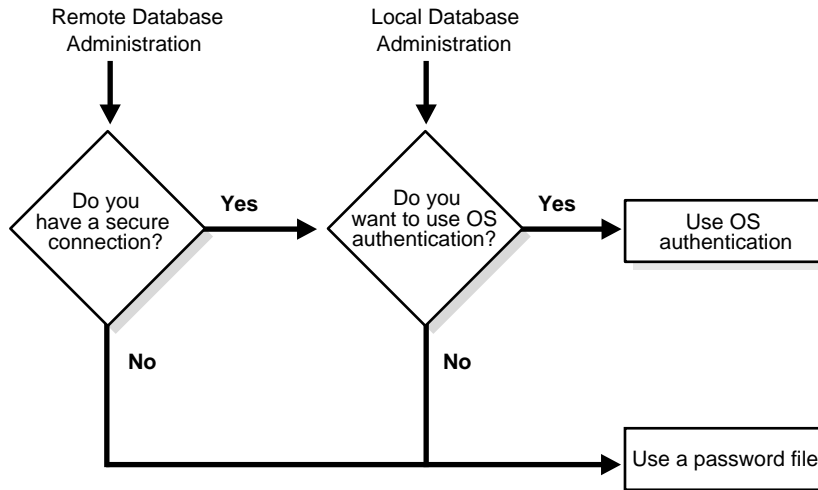 Remote Database
Administration
Local Database
Administration
Do you
have a secure
connection?
Yes
Do you
want to use OS
authentication?
Yes
Use OS
authentication
No
No
Use a password file